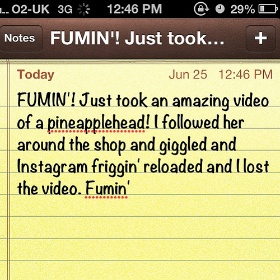 ... O2-UK 3G 12:46 PM 29%
Notes FUMIN'! Just took... +
Today Jun 25 12:46 PM
FUMIN'! Just took an amazing video
of a pineapplehead! I followed her
around the shop and giggled and
Instagram friggin' reloaded and I lost
the video. Fumin'